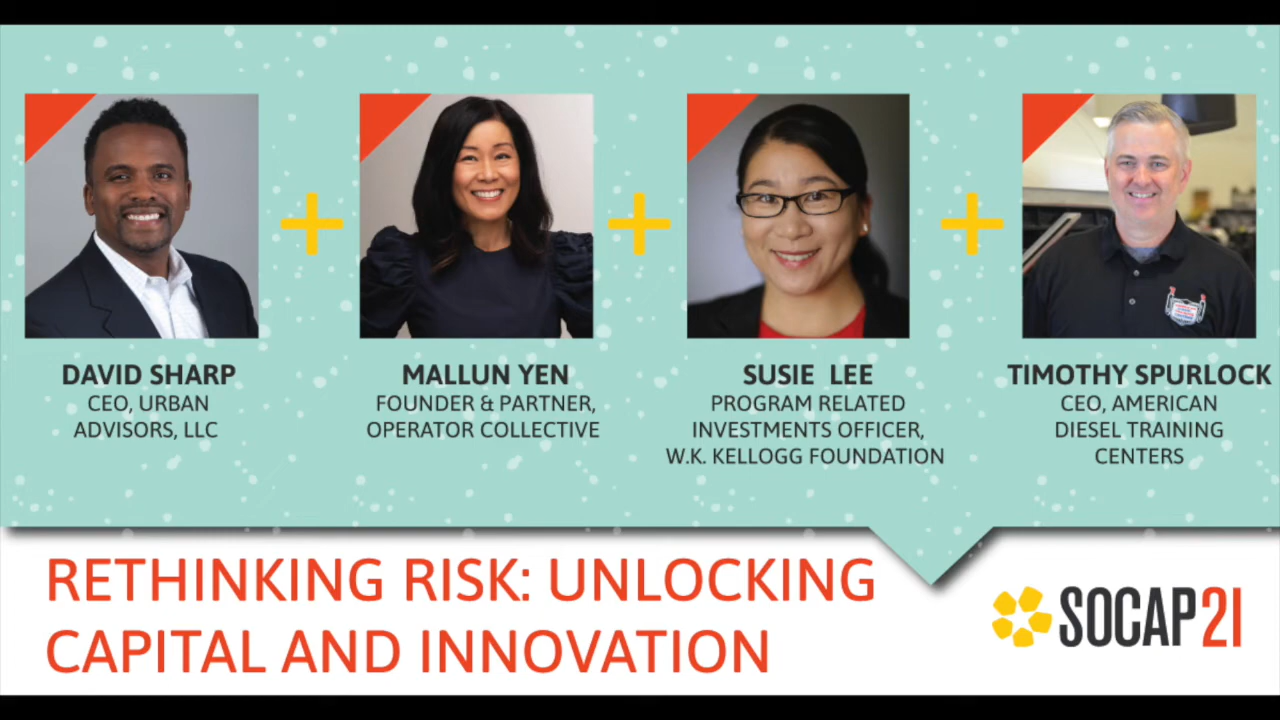 DAVID SHARP
CEO, URBAN
ADVISORS, LLC
MALLUN YEN
FOUNDER & PARTNER,
OPERATOR COLLECTIVE
SUSIE LEE
PROGRAM RELATED
INVESTMENTS OFFICER,
W.K. KELLOGG FOUNDATION
TIMOTHY SPURLOCK
CEO, AMERICAN
DIESEL TRAINING
CENTERS
RETHINKING RISK: UNLOCKING
CAPITAL AND INNOVATION
SOCAP21